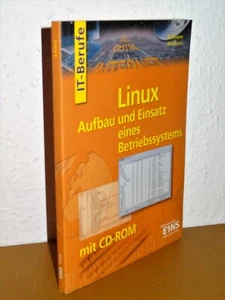 IT-Berufe
Linux
Aufbau und Einsatz
eines
Betriebssystems
mit CD-ROM
EINS